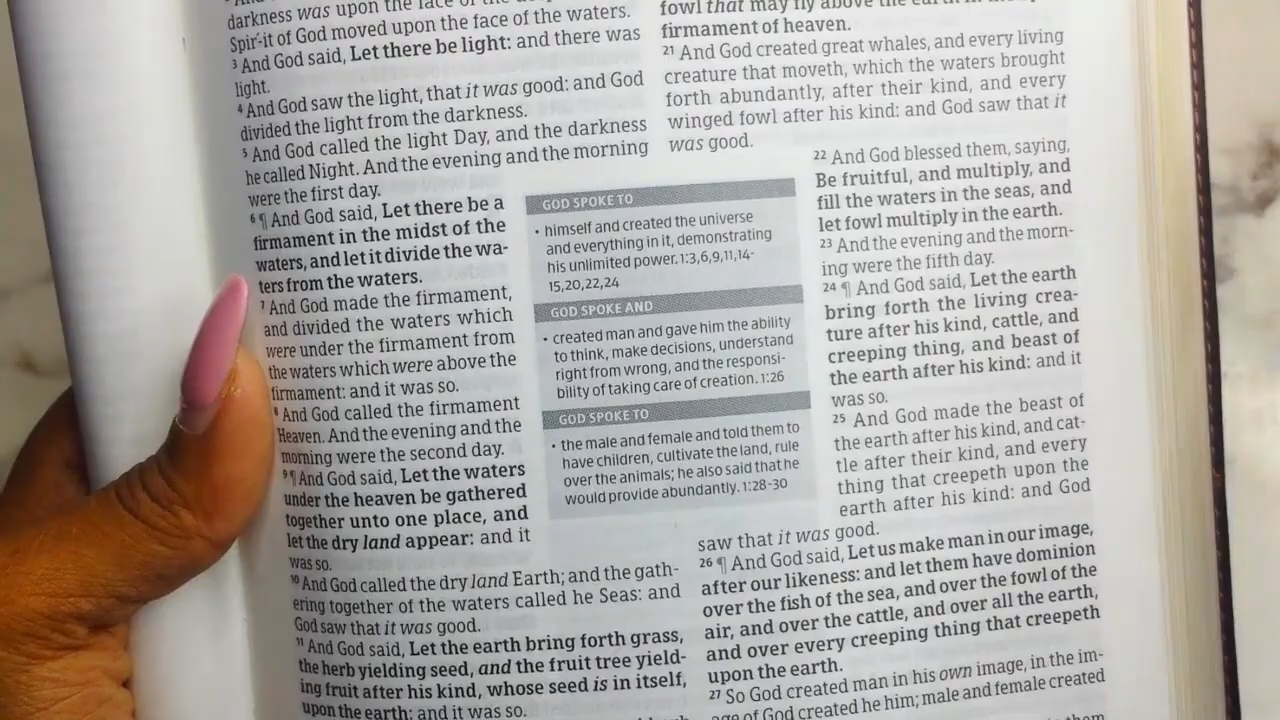 darkness was upon the face of the
Spir-it of God moved upon the face of the waters.
3 And God said, Let there be light: and there was
light.
4 And God saw the light, that it was good: and God
divided the light from the darkness.
5 And God called the light Day, and the darkness
he called Night. And the evening and the morning
were the first day.
6 ¶ And God said, Let there be a
firmament in the midst of the
waters, and let it divide the wa-
ters from the waters.
7 And God made the firmament,
and divided the waters which
were under the firmament from
the waters which were above the
firmament: and it was so.
8 And God called the firmament
Heaven. And the evening and the
morning were the second day.
9 ¶ And God said, Let the waters
under the heaven be gathered
together unto one place, and
let the dry land appear: and it
was so.
10 And God called the dry land Earth; and the gath-
ering together of the waters called he Seas: and
God saw that it was good.
11 And God said, Let the earth bring forth grass,
the herb yielding seed, and the fruit tree yield-
ing fruit after his kind, whose seed is in itself,
upon the earth: and it was so.
GOD SPOKE TO
• himself and created the universe
and everything in it, demonstrating
his unlimited power. 1:3,6,9,11,14-
15,20,22,24
GOD SPOKE AND
• created man and gave him the ability
to think, make decisions, understand
right from wrong, and the responsi-
bility of taking care of creation. 1:26
GOD SPOKE TO
• the male and female and told them to
have children, cultivate the land, rule
over the animals; he also said that he
would provide abundantly. 1:28-30
fowl that may fly above the earth in the
firmament of heaven.
21 And God created great whales, and every living
creature that moveth, which the waters brought
forth abundantly, after their kind, and every
winged fowl after his kind: and God saw that it
was good.
22 And God blessed them, saying,
Be fruitful, and multiply, and
fill the waters in the seas, and
let fowl multiply in the earth.
23 And the evening and the morn-
ing were the fifth day.
24 ¶ And God said, Let the earth
bring forth the living crea-
ture after his kind, cattle, and
creeping thing, and beast of
the earth after his kind: and it
was so.
25 And God made the beast of
the earth after his kind, and cat-
tle after their kind, and every
thing that creepeth upon the
earth after his kind: and God
saw that it was good.
26 ¶ And God said, Let us make man in our image,
after our likeness: and let them have dominion
over the fish of the sea, and over the fowl of the
air, and over the cattle, and over all the earth,
and over every creeping thing that creepeth
upon the earth.
27 So God created man in his own image, in the im-
age of God created he him; male and female created